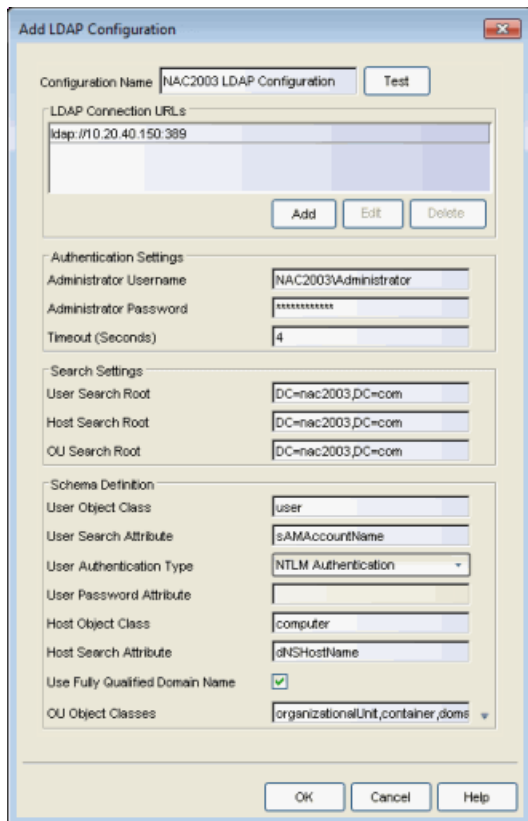 Add LDAP Configuration
Configuration Name NAC2003 LDAP Configuration Test
LDAP Connection URLs
ldap://10.20.40.150:389
Add Edit Delete
Authentication Settings
Administrator Username NAC2003\Administrator
Administrator Password ************
Timeout (Seconds) 4
Search Settings
User Search Root DC=nac2003,DC=com
Host Search Root DC=nac2003,DC=com
OU Search Root DC=nac2003,DC=com
Schema Definition
User Object Class user
User Search Attribute sAMAccountName
User Authentication Type NTLM Authentication
User Password Attribute
Host Object Class computer
Host Search Attribute dNSHostName
Use Fully Qualified Domain Name
OU Object Classes organizationalUnit,container,doma
OK Cancel Help